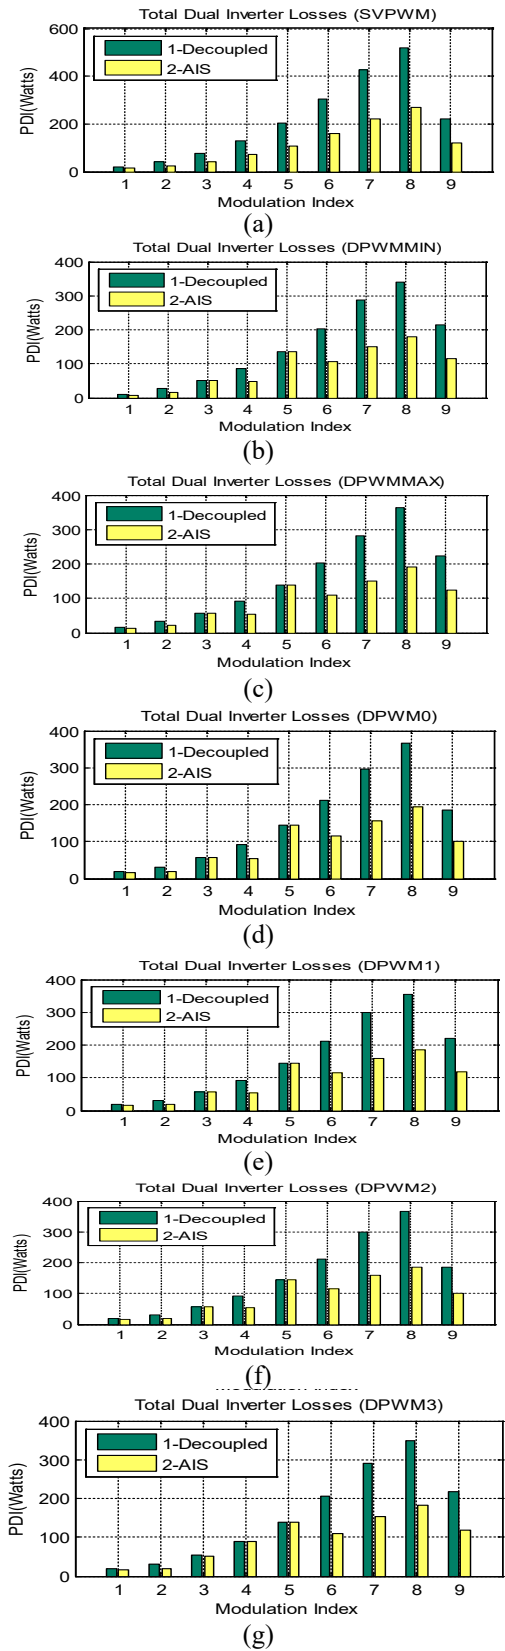 Total Dual Inverter Losses (SVPWM)
PDI(Watts)
600
400
200
0
1-Decoupled
2-AIS
1 2 3 4 5 6 7 8 9
Modulation Index
(a)
Total Dual Inverter Losses (DPWMMIN)
PDI(Watts)
400
300
200
100
0
1-Decoupled
2-AIS
1 2 3 4 5 6 7 8 9
Modulation Index
(b)
Total Dual Inverter Losses (DPWMMAX)
PDI(Watts)
400
300
200
100
0
1-Decoupled
2-AIS
1 2 3 4 5 6 7 8 9
Modulation Index
(c)
Total Dual Inverter Losses (DPWM0)
PDI(Watts)
400
300
200
100
0
1-Decoupled
2-AIS
1 2 3 4 5 6 7 8 9
Modulation Index
(d)
Total Dual Inverter Losses (DPWM1)
PDI(Watts)
400
300
200
100
0
1-Decoupled
2-AIS
1 2 3 4 5 6 7 8 9
Modulation Index
(e)
Total Dual Inverter Losses (DPWM2)
PDI(Watts)
400
300
200
100
0
1-Decoupled
2-AIS
1 2 3 4 5 6 7 8 9
Modulation Index
(f)
Total Dual Inverter Losses (DPWM3)
PDI(Watts)
400
300
200
100
0
1-Decoupled
2-AIS
1 2 3 4 5 6 7 8 9
Modulation Index
(g)